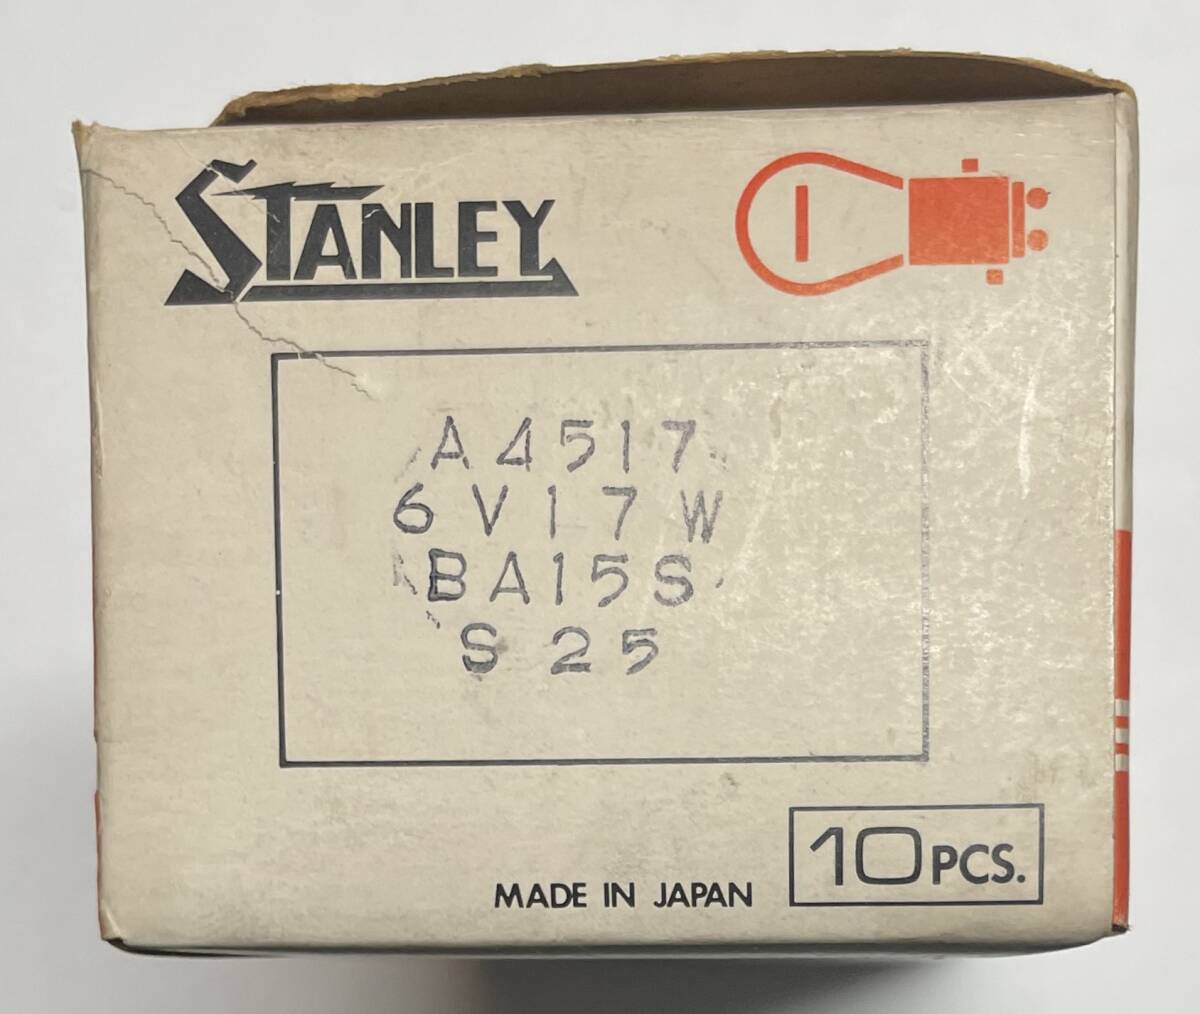 STANLEY
A4517
6V17W
BA15S
S25
10PCS.
MADE IN JAPAN